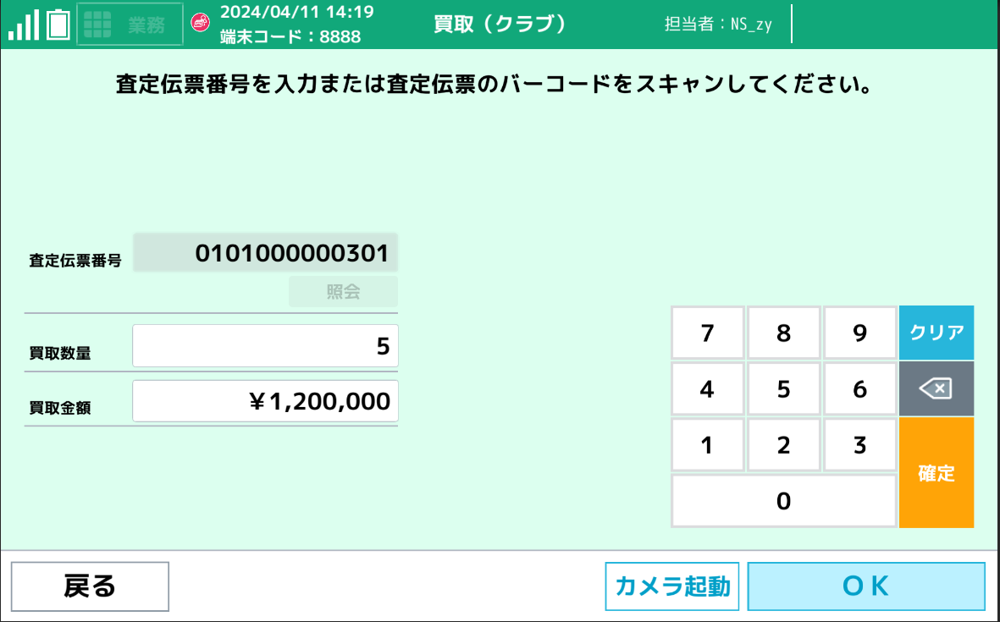 業務
2024/04/11 14:19
端末コード：8888
買取（クラブ）
担当者：NS_zy
査定伝票番号を入力または査定伝票のバーコードをスキャンしてください。
査定伝票番号
0101000000301
照会
買取数量
5
買取金額
￥1,200,000
7 8 9 クリア
4 5 6
1 2 3
確定
0
戻る
カメラ起動
ＯＫ